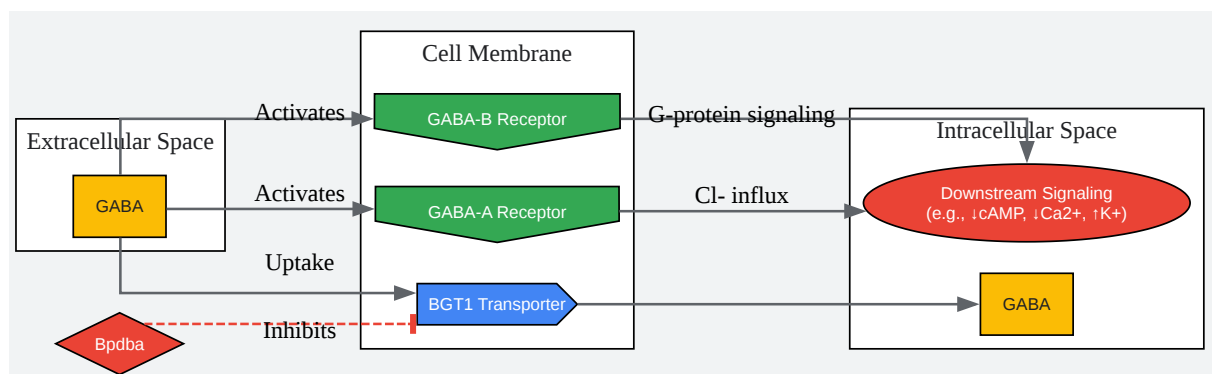 Cell Membrane
Activates
GABA-B Receptor
G-protein signaling
Extracellular Space
Intracellular Space
GABA
Activates
GABA-A Receptor
Cl- influx
Downstream Signaling
(e.g., ↓cAMP, ↓Ca2+, ↑K+)
Uptake
BGT1 Transporter
GABA
Inhibits
Bpdba